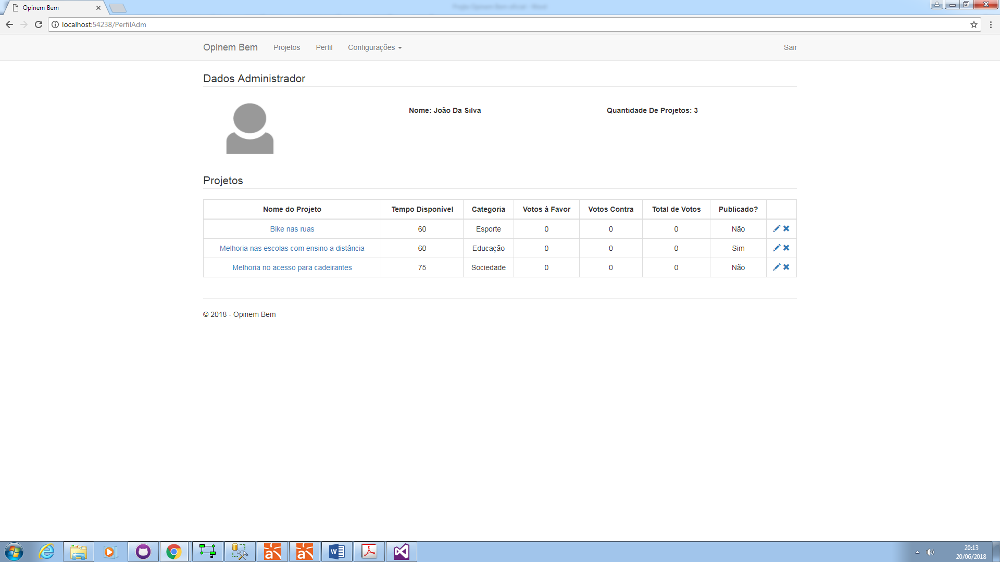 Opinem Bem
localhost:54238/PerfilAdm
Opinem Bem Projetos Perfil Configurações Sair
Dados Administrador
Nome: João Da Silva Quantidade De Projetos: 3
Projetos
Nome do Projeto Tempo Disponível Categoria Votos à Favor Votos Contra Total de Votos Publicado?
Bike nas ruas 60 Esporte 0 0 0 Não
Melhoria nas escolas com ensino a distância 60 Educação 0 0 0 Sim
Melhoria no acesso para cadeirantes 75 Sociedade 0 0 0 Não
© 2018 - Opinem Bem
20:13
20/06/2018